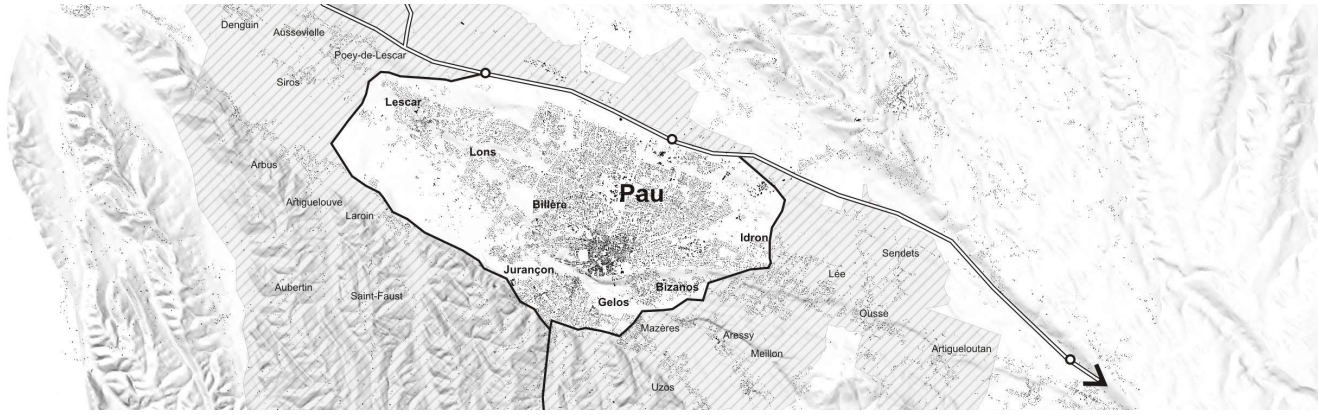 Denguin
Aussevielle
Poey-de-Lescar
Siros
Lescar
Lons
Arbus
Pau
Artiguelouve
Billère
Laroin
Idron
Sendets
Jurançon
Lée
Aubertin
Bizanos
Saint-Faust
Gelos
Ousse
Mazères
Aressy
Artigueloutan
Meillon
Uzos